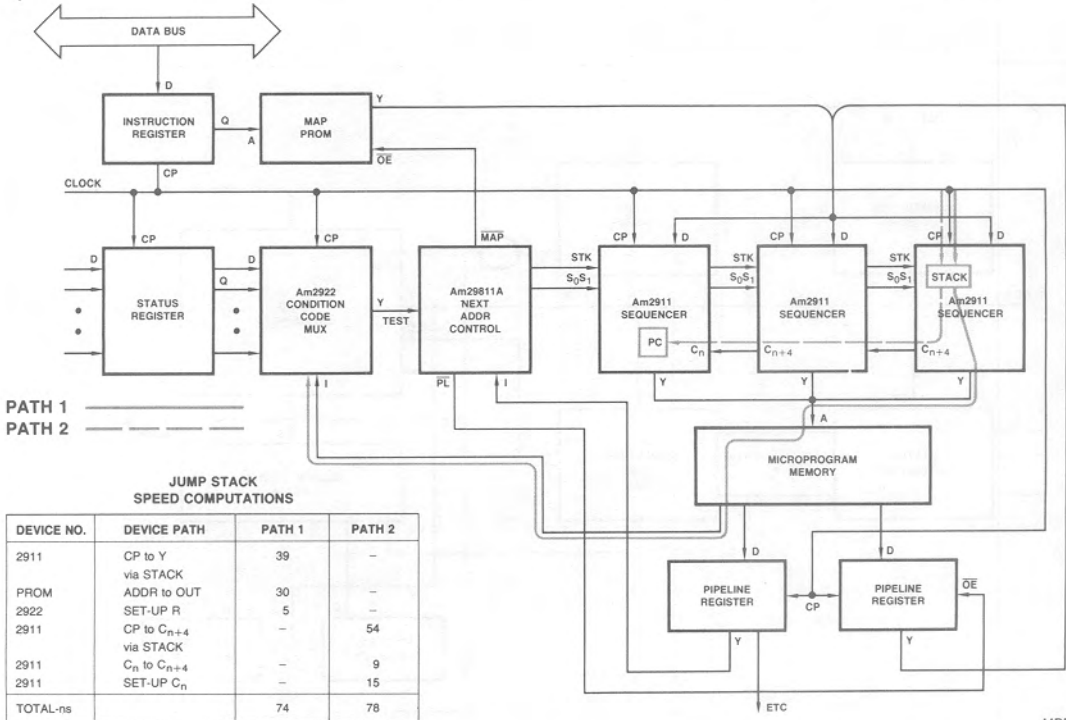 DATA BUS
D
INSTRUCTION
REGISTER
Q
A
MAP
PROM
Y
OE
CP
CLOCK
D
CP
STATUS
REGISTER
D
Q
CP
Am2922
CONDITION
CODE
MUX
Y
TEST
I
MAP
Am29811A
NEXT
ADDR
CONTROL
PL
I
STK
S0S1
CP
D
Am2911
SEQUENCER
PC
Cn
Y
STK
S0S1
CP
D
Am2911
SEQUENCER
Cn+4
Y
STK
S0S1
CP
D
STACK
Am2911
SEQUENCER
Cn+4
Y
PATH 1
PATH 2
A
MICROPROGRAM
MEMORY
D
D
PIPELINE
REGISTER
CP
PIPELINE
REGISTER
OE
Y
Y
ETC
JUMP STACK
SPEED COMPUTATIONS
DEVICE NO. DEVICE PATH PATH 1 PATH 2
2911 CP to Y 39 –
via STACK
PROM ADDR to OUT 30 –
2922 SET-UP R 5 –
2911 CP to Cn+4 – 54
via STACK
2911 Cn to Cn+4 – 9
2911 SET-UP Cn – 15
TOTAL-ns 74 78